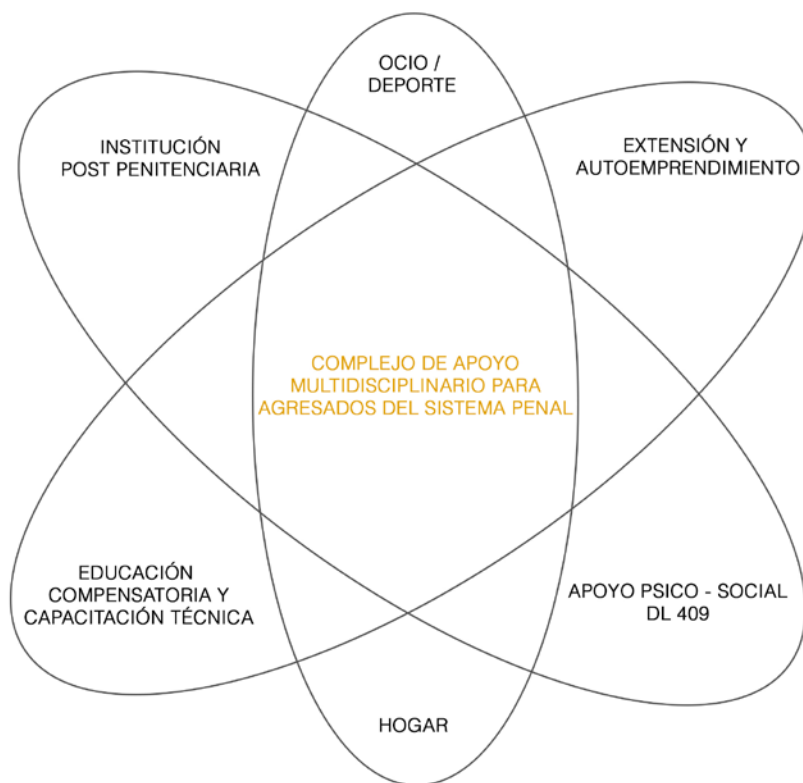 OCIO /
DEPORTE
INSTITUCIÓN
POST PENITENCIARIA
EXTENSIÓN Y
AUTOEMPRENDIMIENTO
COMPLEJO DE APOYO
MULTIDISCIPLINARIO PARA
AGRESADOS DEL SISTEMA PENAL
EDUCACIÓN
COMPENSATORIA Y
CAPACITACIÓN TÉCNICA
APOYO PSICO - SOCIAL
DL 409
HOGAR